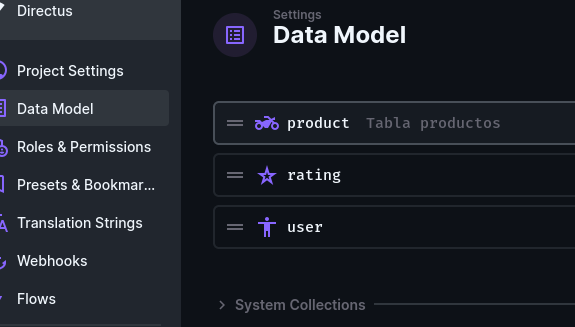 Directus
Project Settings
Data Model
Roles & Permissions
Presets & Bookmar...
Translation Strings
Webhooks
Flows
Settings
Data Model
product Tabla productos
rating
user
System Collections